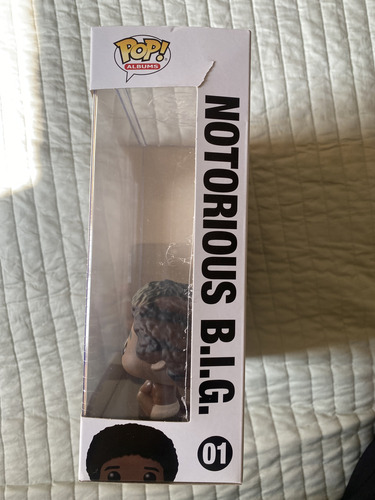 POP!
ALBUMS
NOTORIOUS B.I.G.
01